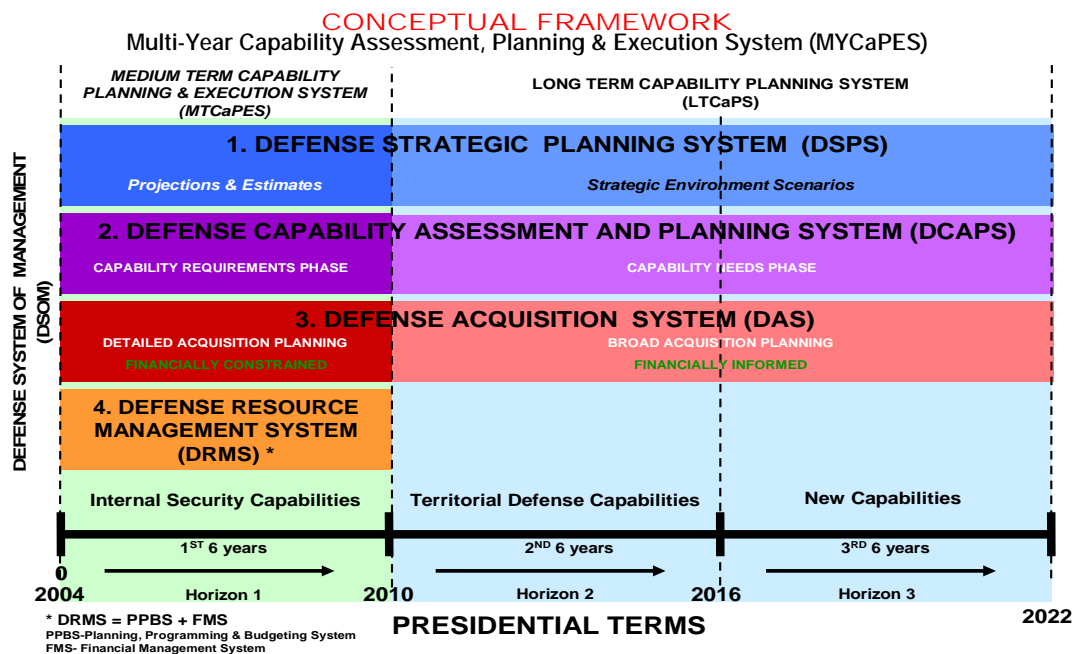 CONCEPTUAL FRAMEWORK
Multi-Year Capability Assessment, Planning & Execution System (MYCaPES)
MEDIUM TERM CAPABILITY
PLANNING & EXECUTION SYSTEM
(MTCaPES)
LONG TERM CAPABILITY PLANNING SYSTEM
(LTCaPS)
DEFENSE SYSTEM OF MANAGEMENT
(DSOM)
1. DEFENSE STRATEGIC PLANNING SYSTEM (DSPS)
Projections & Estimates
Strategic Environment Scenarios
2. DEFENSE CAPABILITY ASSESSMENT AND PLANNING SYSTEM (DCAPS)
CAPABILITY REQUIREMENTS PHASE
CAPABILITY NEEDS PHASE
3. DEFENSE ACQUISITION SYSTEM (DAS)
DETAILED ACQUISITION PLANNING
BROAD ACQUISITION PLANNING
FINANCIALLY CONSTRAINED
FINANCIALLY INFORMED
4. DEFENSE RESOURCE
MANAGEMENT SYSTEM
(DRMS) *
Internal Security Capabilities
Territorial Defense Capabilities
New Capabilities
1ST 6 years
2ND 6 years
3RD 6 years
0
2004
Horizon 1
2010
Horizon 2
2016
Horizon 3
2022
* DRMS = PPBS + FMS
PPBS-Planning, Programming & Budgeting System
FMS- Financial Management System
PRESIDENTIAL TERMS